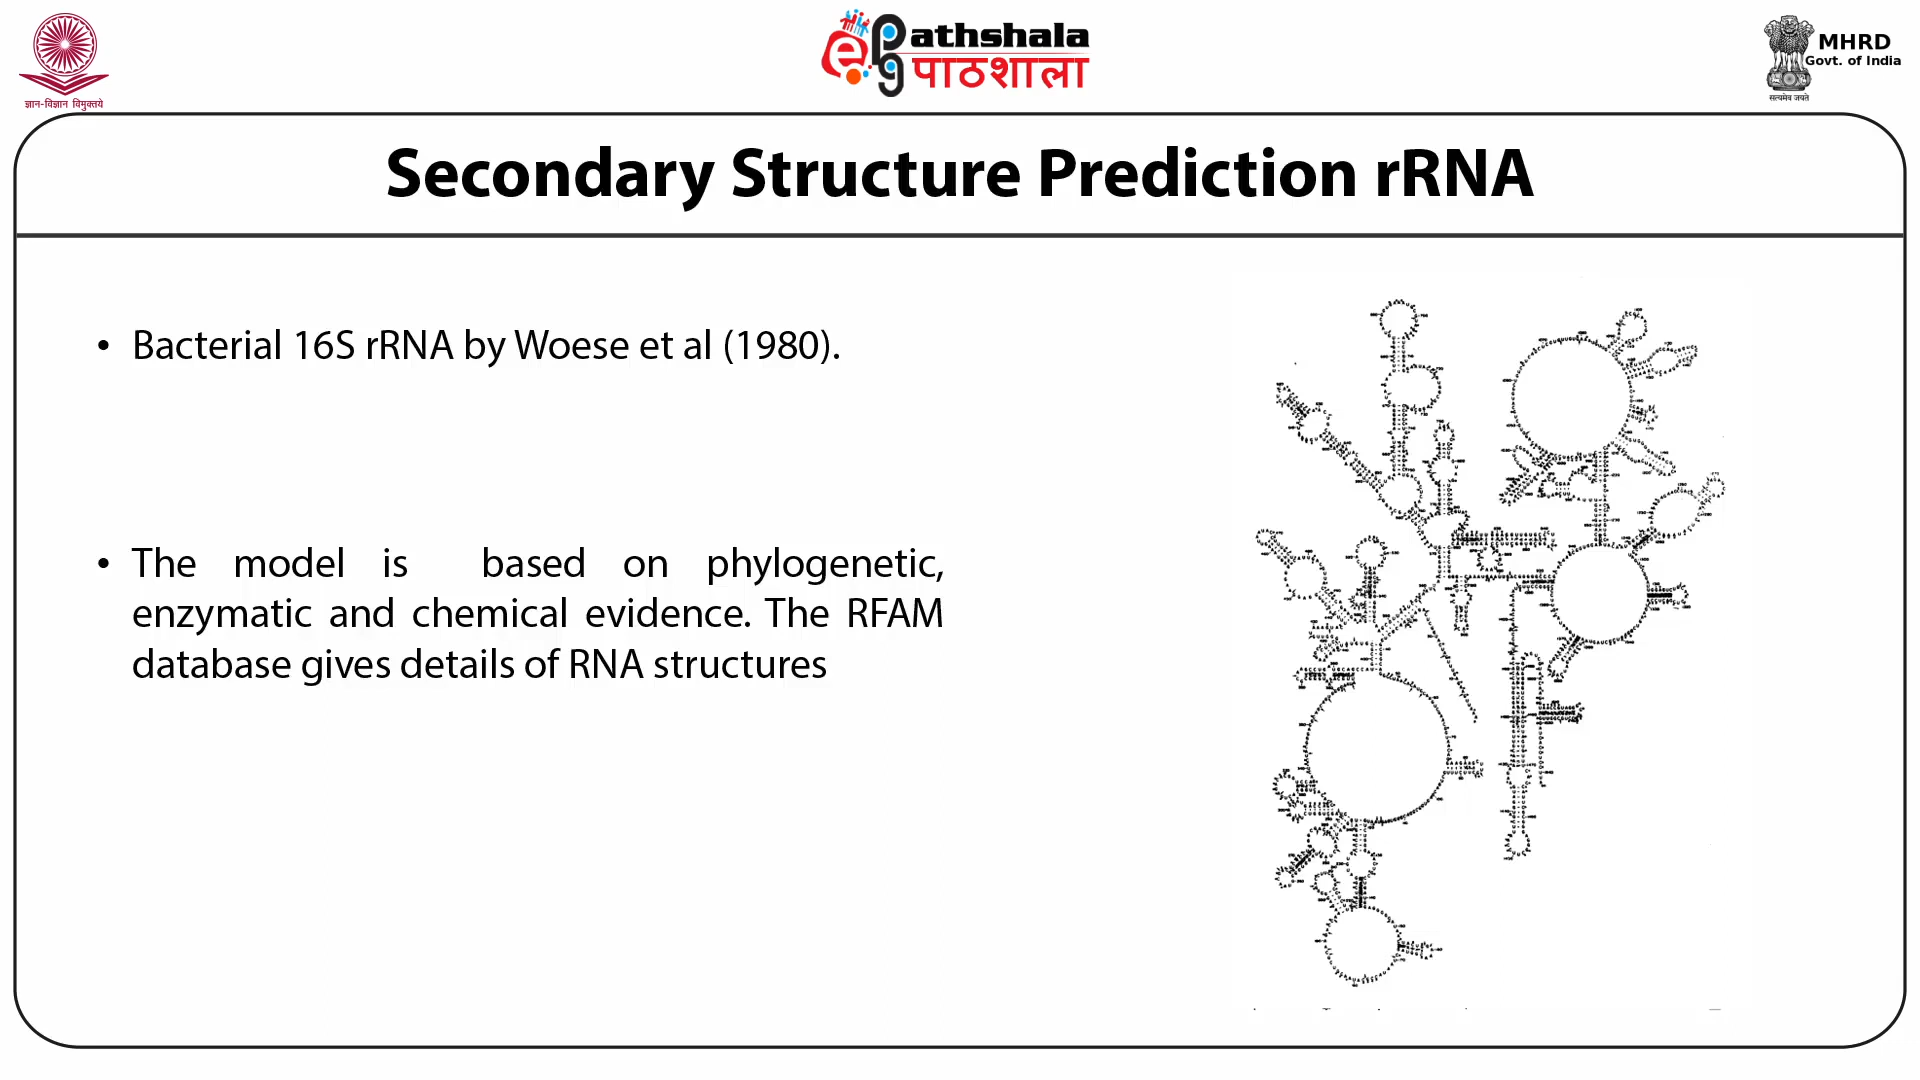 ज्ञान-विज्ञान विमुक्तये
e Pg athshala
पाठशाला
MHRD
Govt. of India
सत्यमेव जयते
Secondary Structure Prediction rRNA
• Bacterial 16S rRNA by Woese et al (1980).
• The model is based on phylogenetic,
enzymatic and chemical evidence. The RFAM
database gives details of RNA structures